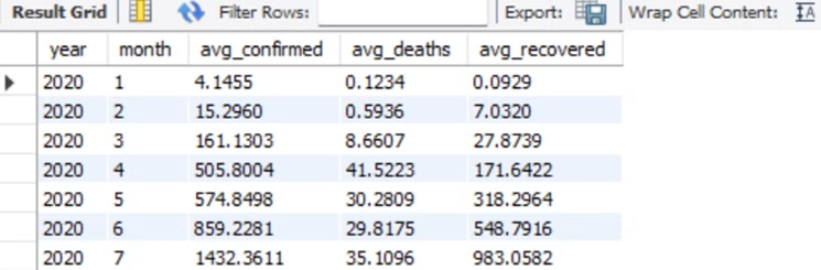 Result Grid Filter Rows: Export: Wrap Cell Content:
year month avg_confirmed avg_deaths avg_recovered
2020 1 4.1455 0.1234 0.0929
2020 2 15.2960 0.5936 7.0320
2020 3 161.1303 8.6607 27.8739
2020 4 505.8004 41.5223 171.6422
2020 5 574.8498 30.2809 318.2964
2020 6 859.2281 29.8175 548.7916
2020 7 1432.3611 35.1096 983.0582